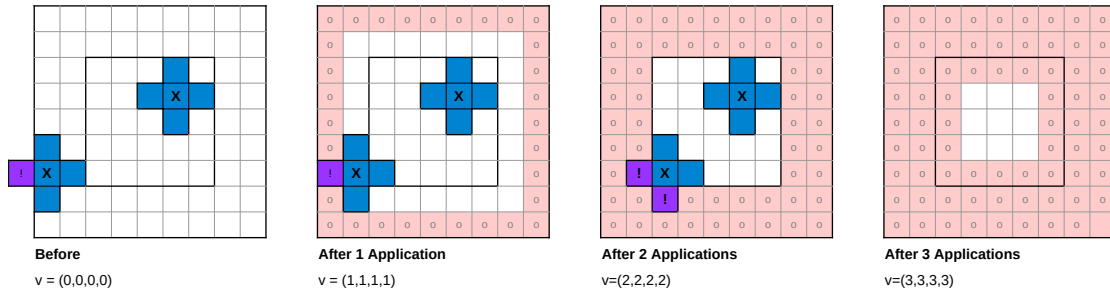 X
! X
Before
v = (0,0,0,0)
o o o o o o o o o
o o
o o
o X o
o o
o o
! X o
o o
o o o o o o o o o
After 1 Application
v = (1,1,1,1)
o o o o o o o o o
o o o o o o o o o
o o o o
o o X o o
o o o o
o o o o
o ! X o o
o o ! o o o o o o
o o o o o o o o o
After 2 Applications
v=(2,2,2,2)
o o o o o o o o o
o o o o o o o o o
o o o o o o o o o
o o o o o o
o o o o o o
o o o o o o
o o o o o o o o o
o o o o o o o o o
o o o o o o o o o
After 3 Applications
v=(3,3,3,3)